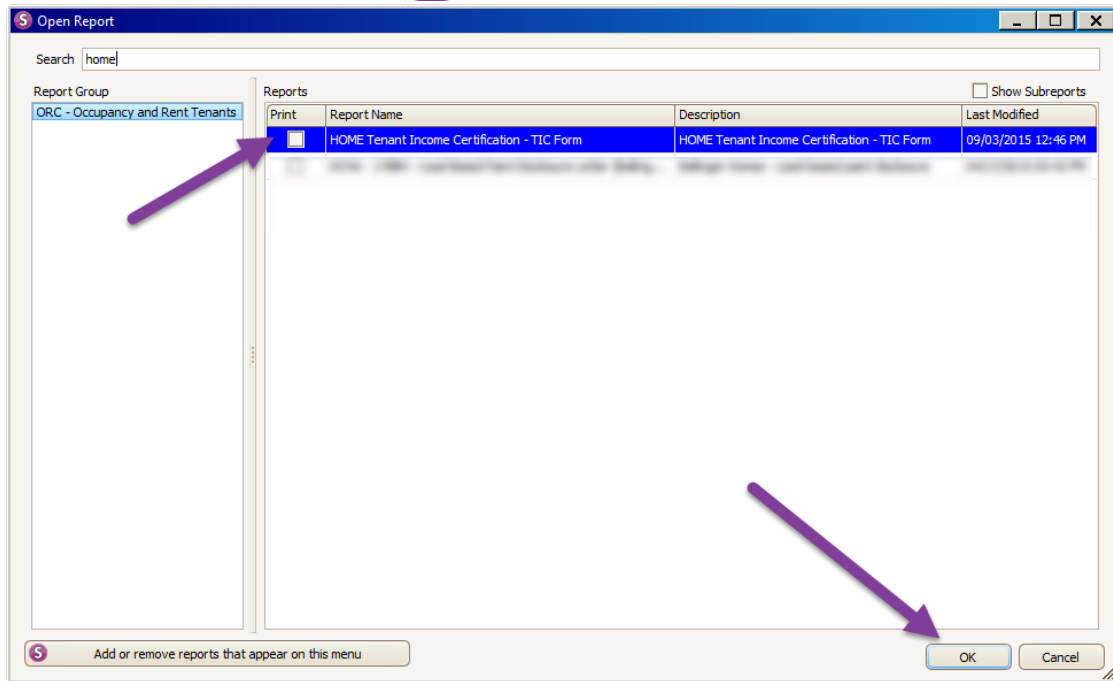 S Open Report
Search home
Report Group Reports Show Subreports
ORC - Occupancy and Rent Tenants Print Report Name Description Last Modified
HOME Tenant Income Certification - TIC Form HOME Tenant Income Certification - TIC Form 09/03/2015 12:46 PM
S Add or remove reports that appear on this menu OK Cancel